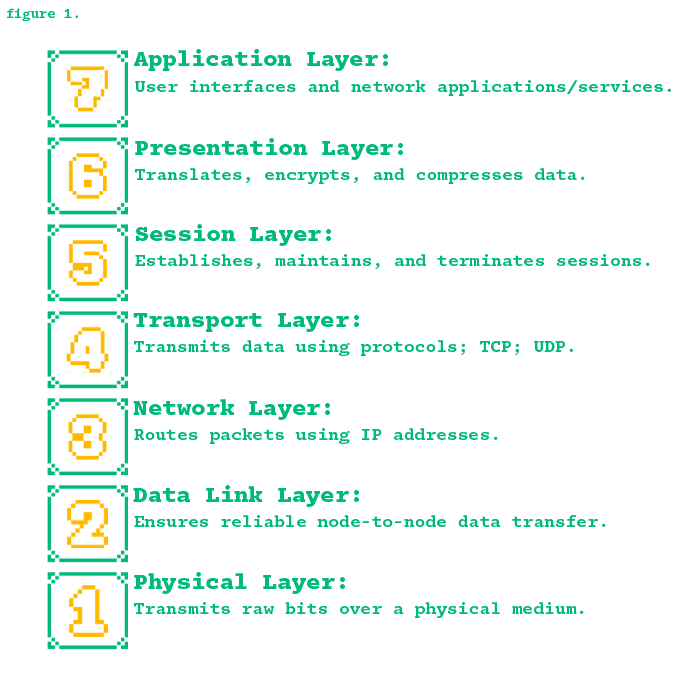 figure 1.
7
Application Layer:
User interfaces and network applications/services.
6
Presentation Layer:
Translates, encrypts, and compresses data.
5
Session Layer:
Establishes, maintains, and terminates sessions.
4
Transport Layer:
Transmits data using protocols; TCP; UDP.
3
Network Layer:
Routes packets using IP addresses.
2
Data Link Layer:
Ensures reliable node-to-node data transfer.
1
Physical Layer:
Transmits raw bits over a physical medium.